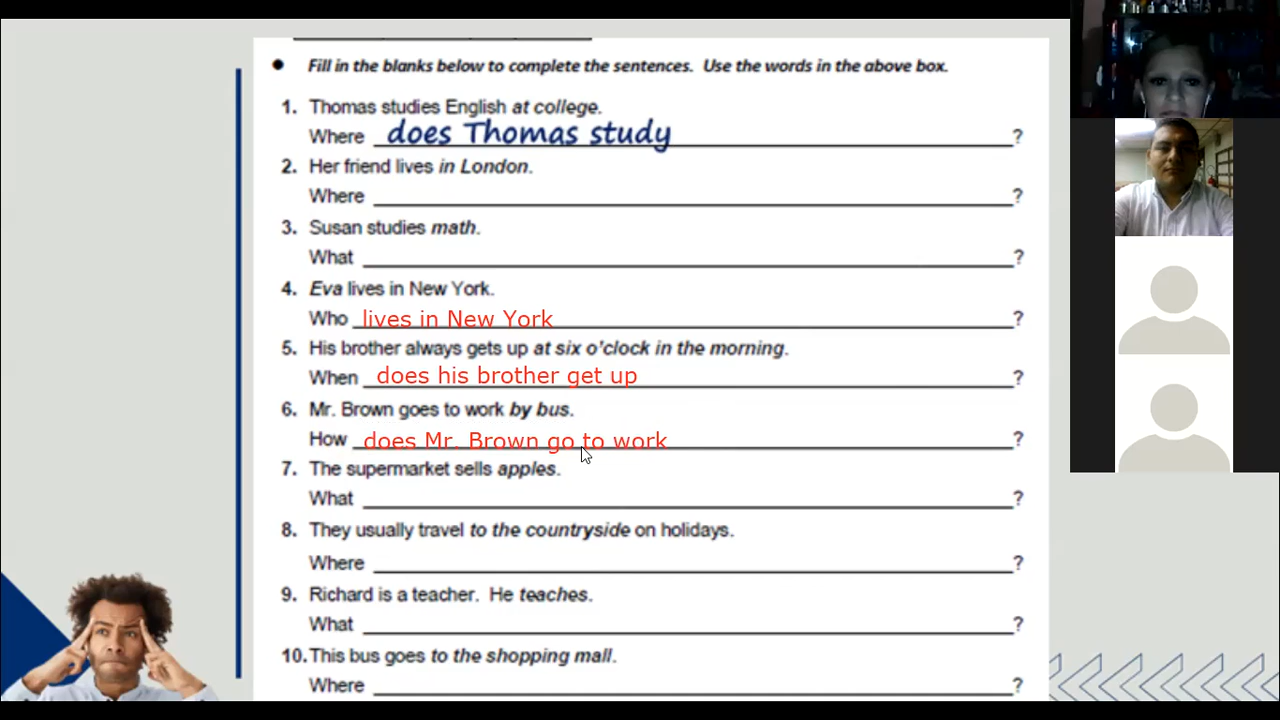 ● Fill in the blanks below to complete the sentences. Use the words in the above box.
1. Thomas studies English at college.
Where does Thomas study ?
2. Her friend lives in London.
Where ?
3. Susan studies math.
What ?
4. Eva lives in New York.
Who lives in New York ?
5. His brother always gets up at six o'clock in the morning.
When does his brother get up ?
6. Mr. Brown goes to work by bus.
How does Mr. Brown go to work ?
7. The supermarket sells apples.
What ?
8. They usually travel to the countryside on holidays.
Where ?
9. Richard is a teacher. He teaches.
What ?
10. This bus goes to the shopping mall.
Where ?